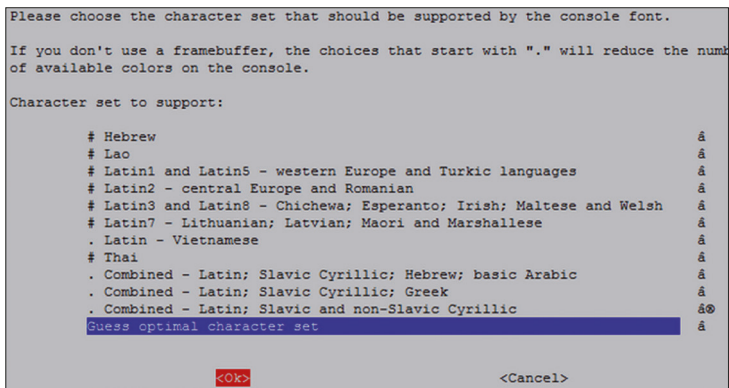 Please choose the character set that should be supported by the console font.
If you don't use a framebuffer, the choices that start with "." will reduce the numb
of available colors on the console.
Character set to support:
# Hebrew â
# Lao â
# Latin1 and Latin5 - western Europe and Turkic languages â
# Latin2 - central Europe and Romanian â
# Latin3 and Latin8 - Chichewa; Esperanto; Irish; Maltese and Welsh â
# Latin7 - Lithuanian; Latvian; Maori and Marshallese â
. Latin - Vietnamese â
# Thai â
. Combined - Latin; Slavic Cyrillic; Hebrew; basic Arabic â
. Combined - Latin; Slavic Cyrillic; Greek â
. Combined - Latin; Slavic and non-Slavic Cyrillic â®
Guess optimal character set â
<Ok> <Cancel>